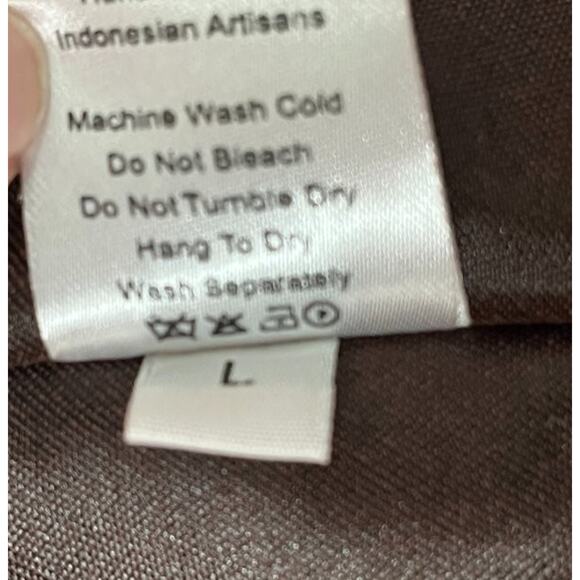 Indonesian Artisans
Machine Wash Cold
Do Not Bleach
Do Not Tumble Dry
Hang To Dry
Wash Separately
L